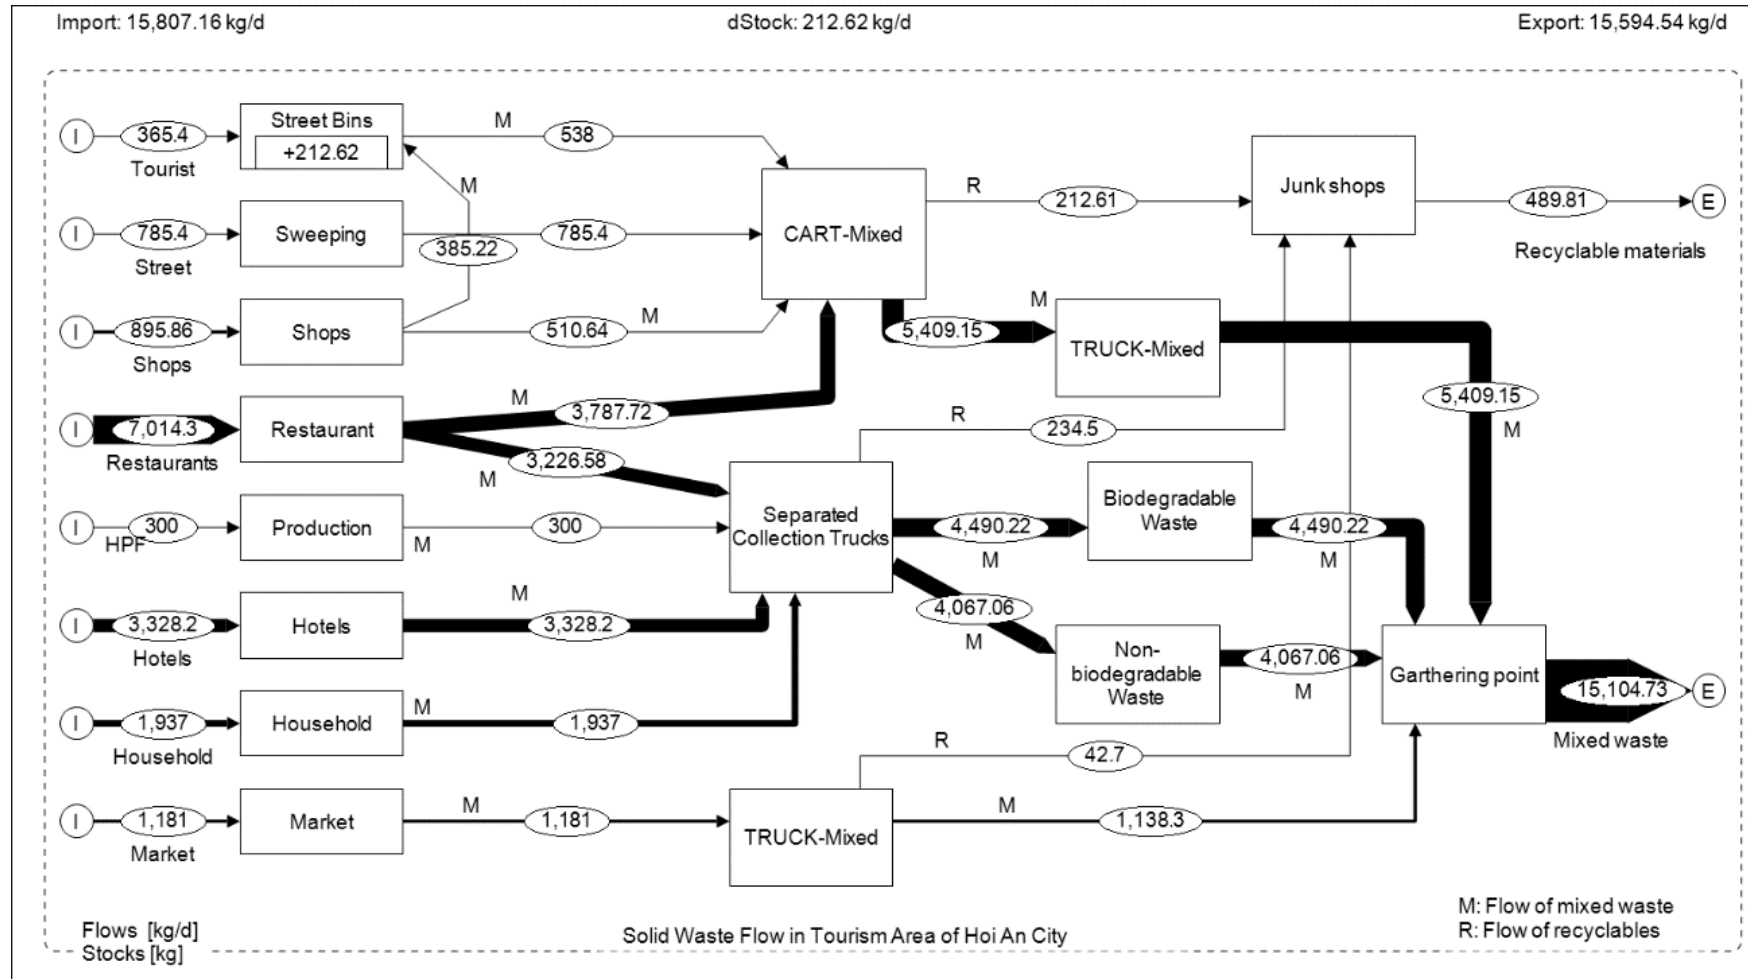 Import: 15,807.16 kg/d
dStock: 212.62 kg/d
Export: 15,594.54 kg/d
I
365.4
Tourist
Street Bins
+212.62
M
538
I
785.4
Street
Sweeping
M
385.22
785.4
I
895.86
Shops
Shops
510.64
M
CART-Mixed
R
212.61
Junk shops
489.81
E
Recyclable materials
5,409.15
M
TRUCK-Mixed
5,409.15
M
I
7,014.3
Restaurants
Restaurant
M
3,787.72
3,226.58
M
R
234.5
I
300
HPF
Production
M
300
Separated
Collection Trucks
4,490.22
M
Biodegradable
Waste
4,490.22
M
4,067.06
M
Non-
biodegradable
Waste
4,067.06
M
I
3,328.2
Hotels
Hotels
M
3,328.2
I
1,937
Household
Household
M
1,937
Garthering point
15,104.73
E
Mixed waste
R
42.7
I
1,181
Market
Market
M
1,181
TRUCK-Mixed
M
1,138.3
Flows [kg/d]
Stocks [kg]
Solid Waste Flow in Tourism Area of Hoi An City
M: Flow of mixed waste
R: Flow of recyclables